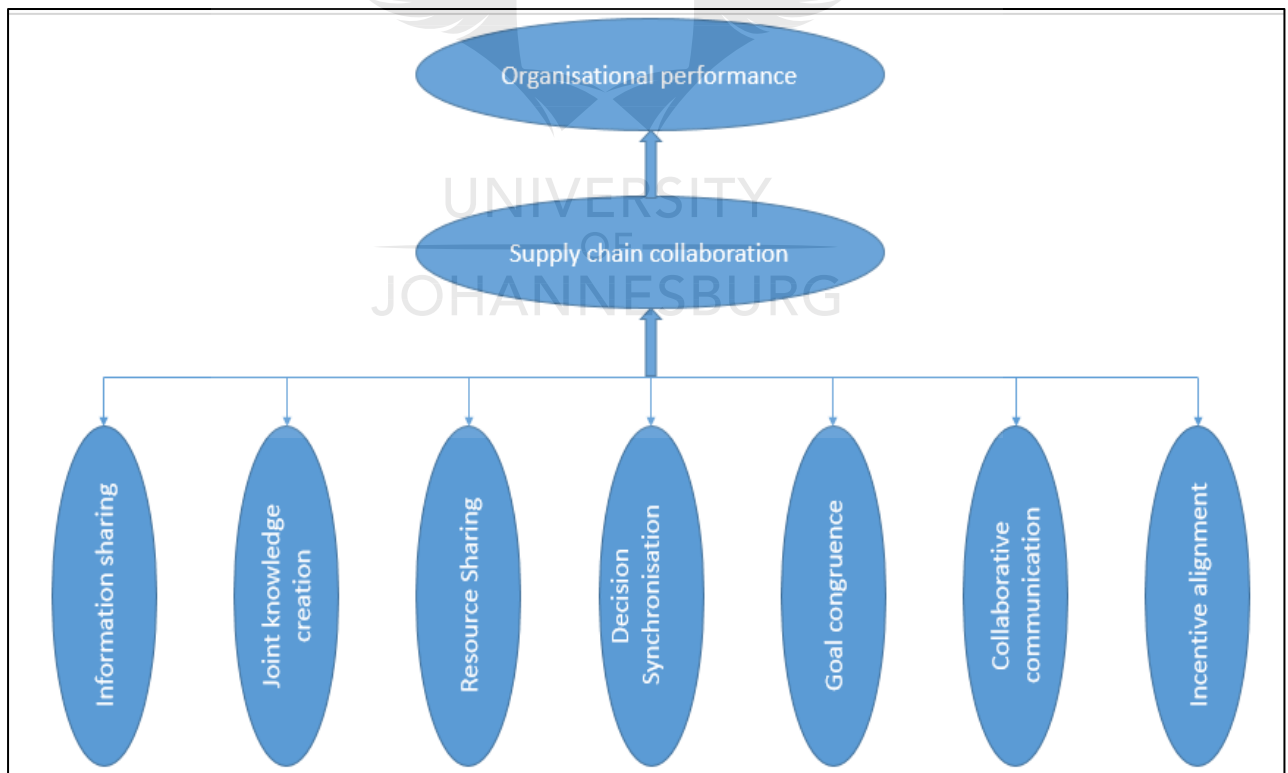 Organisational performance
UNIVERSITY
OF
Supply chain collaboration
JOHANNESBURG
Information sharing
Joint knowledge
creation
Resource Sharing
Decision
Synchronisation
Goal congruence
Collaborative
communication
Incentive alignment